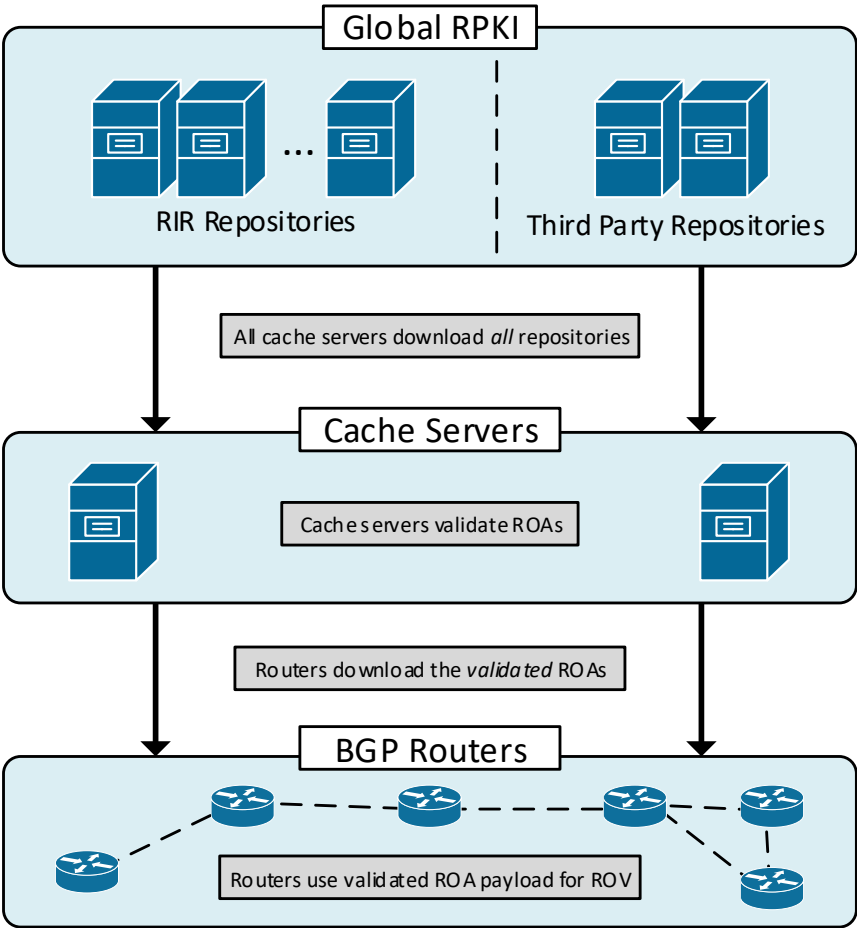 Global RPKI
...
RIR Repositories
Third Party Repositories
All cache servers download all repositories
Cache Servers
Cache servers validate ROAs
Routers download the validated ROAs
BGP Routers
Routers use validated ROA payload for ROV